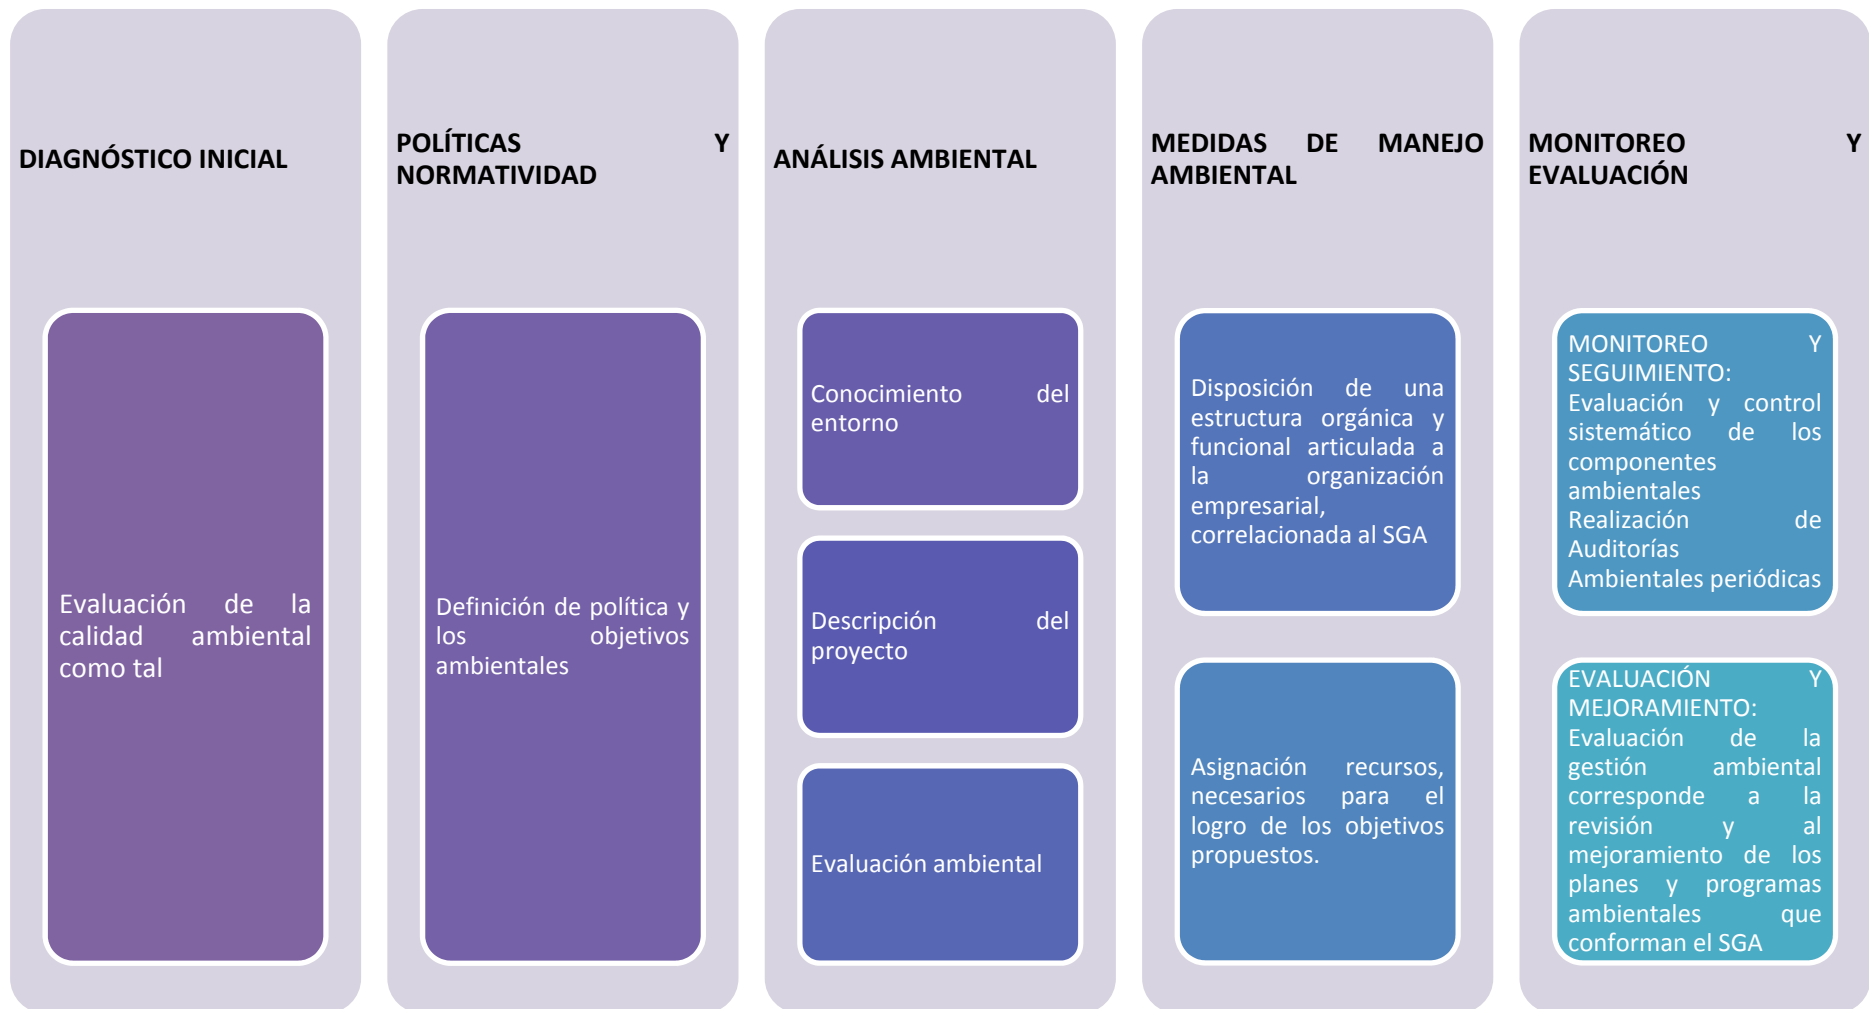 DIAGNÓSTICO INICIAL
Evaluación de la
calidad ambiental
como tal
POLÍTICAS Y
NORMATIVIDAD
Definición de política y
los objetivos
ambientales
ANÁLISIS AMBIENTAL
Conocimiento del
entorno
Descripción del
proyecto
Evaluación ambiental
MEDIDAS DE MANEJO
AMBIENTAL
Disposición de una
estructura orgánica y
funcional articulada a
la organización
empresarial,
correlacionada al SGA
Asignación recursos,
necesarios para el
logro de los objetivos
propuestos.
MONITOREO Y
EVALUACIÓN
MONITOREO Y
SEGUIMIENTO:
Evaluación y control
sistemático de los
componentes
ambientales
Realización de
Auditorías
Ambientales periódicas
EVALUACIÓN Y
MEJORAMIENTO:
Evaluación de la
gestión ambiental
corresponde a la
revisión y al
mejoramiento de los
planes y programas
ambientales que
conforman el SGA